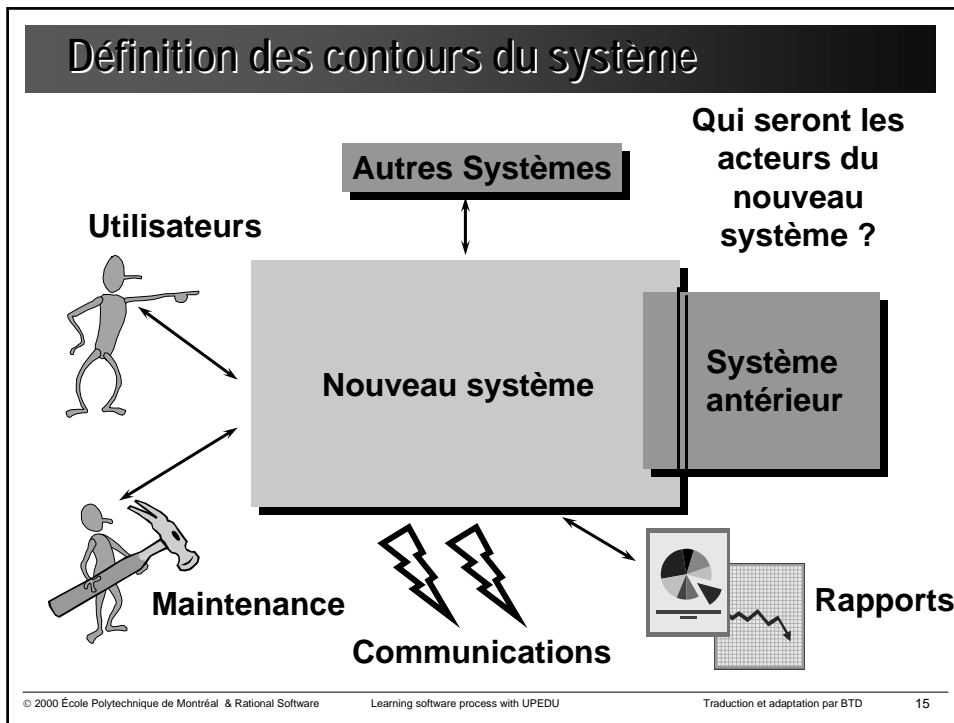 Définition des contours du système
Qui seront les
acteurs du
nouveau
système ?
Autres Systèmes
Utilisateurs
Nouveau système
Système
antérieur
Maintenance
Communications
Rapports
© 2000 École Polytechnique de Montréal & Rational Software
Learning software process with UPEDU
Traduction et adaptation par BTD
15